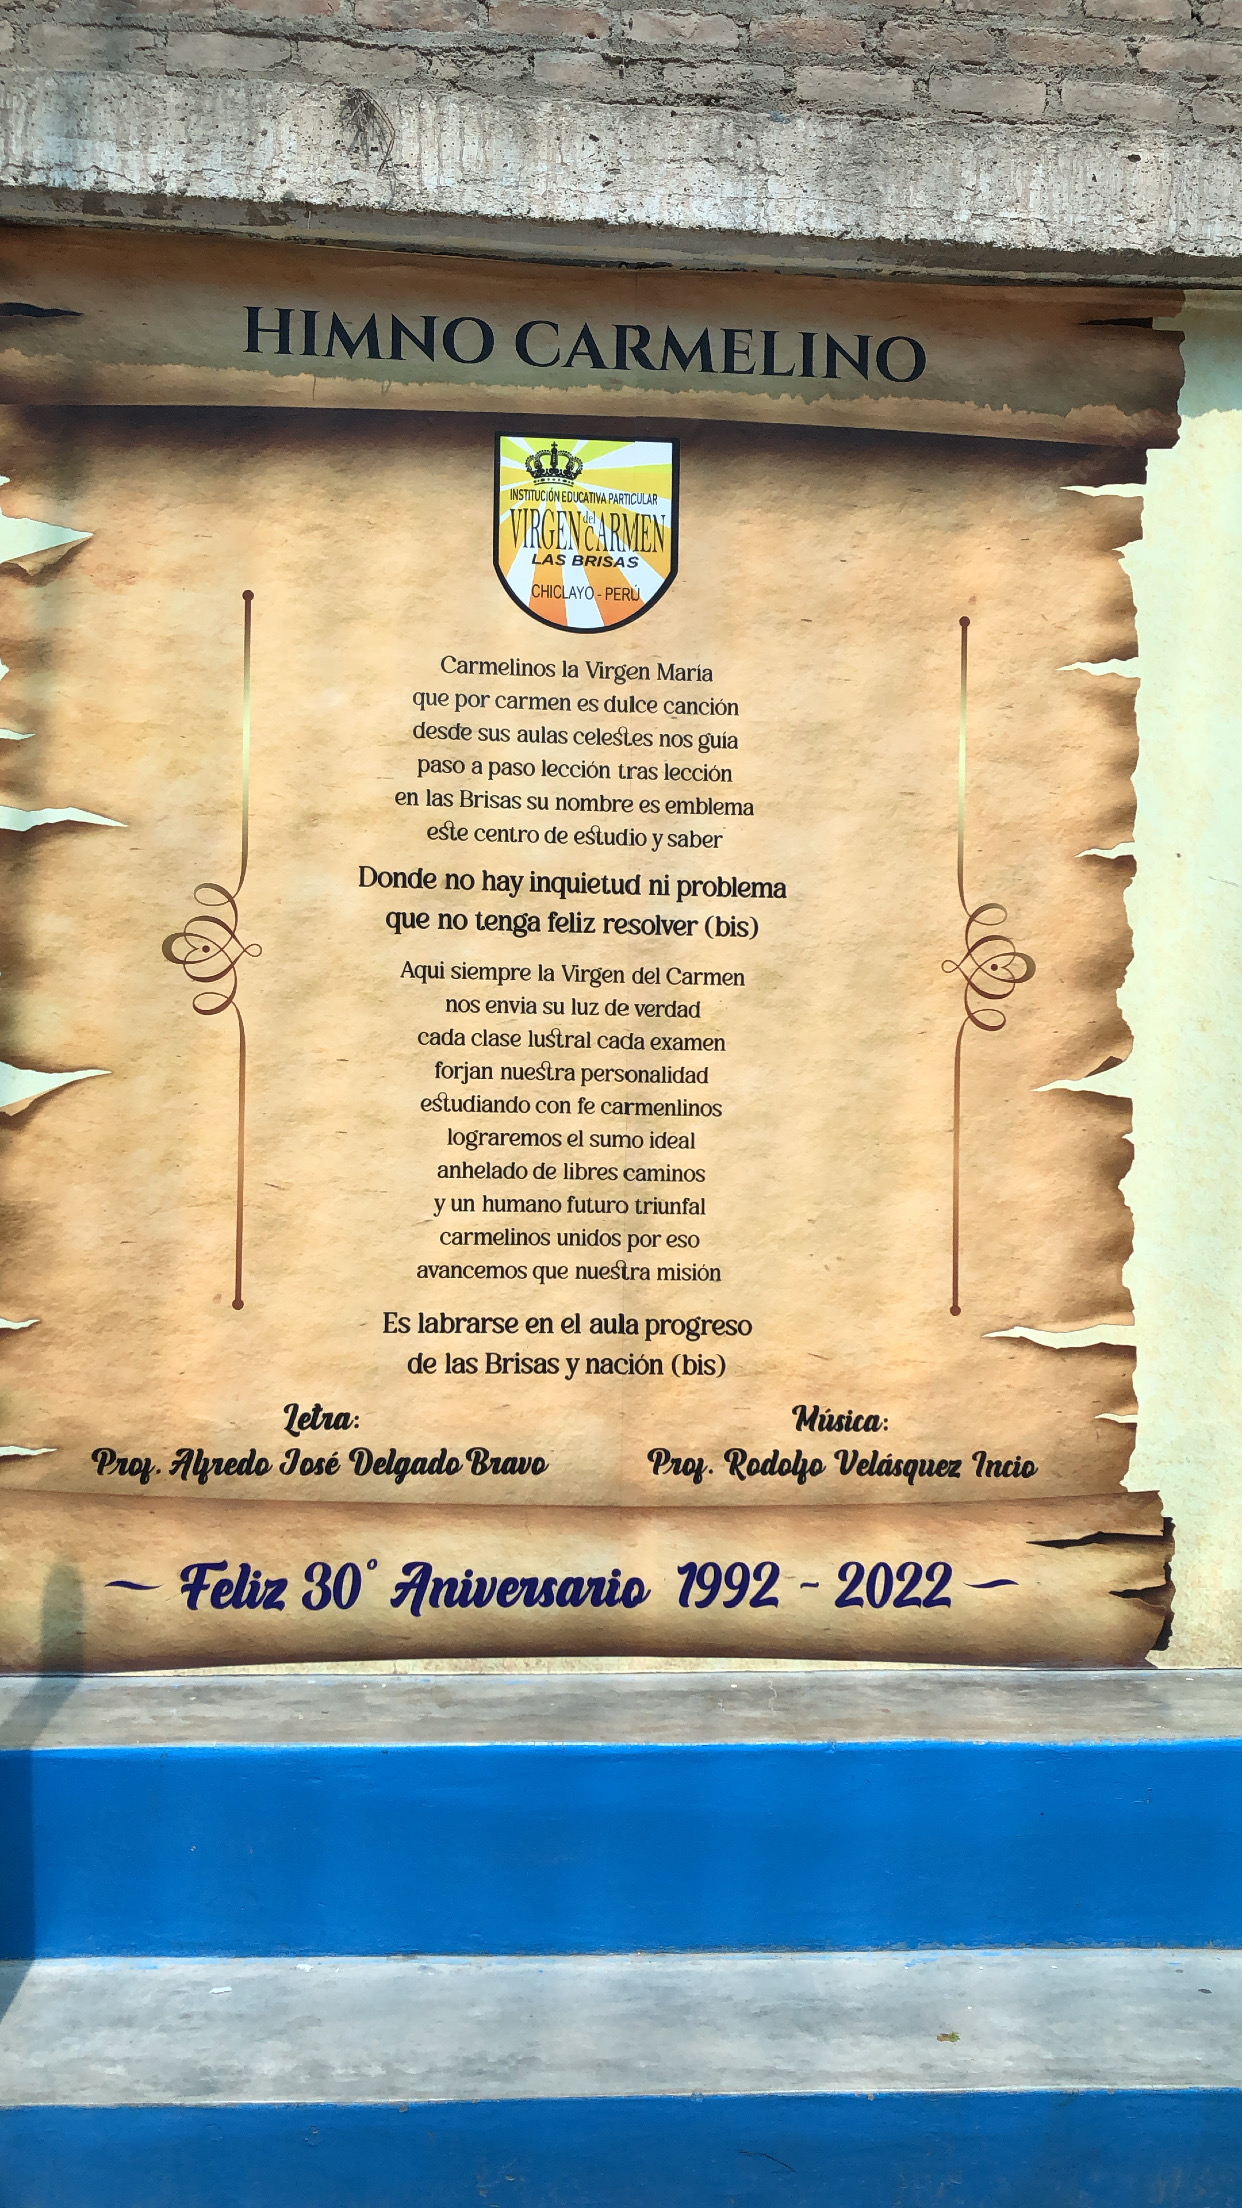 HIMNO CARMELINO
INSTITUCIÓN EDUCATIVA PARTICULAR
VIRGEN del CARMEN
LAS BRISAS
CHICLAYO - PERÚ
Carmelinos la Virgen María
que por carmen es dulce canción
desde sus aulas celestes nos guía
paso a paso lección tras lección
en las Brisas su nombre es emblema
este centro de estudio y saber
Donde no hay inquietud ni problema
que no tenga feliz resolver (bis)
Aqui siempre la Virgen del Carmen
nos envia su luz de verdad
cada clase lustral cada examen
forjan nuestra personalidad
estudiando con fe carmenlinos
lograremos el sumo ideal
anhelado de libres caminos
y un humano futuro triunfal
carmelinos unidos por eso
avancemos que nuestra misión
Es labrarse en el aula progreso
de las Brisas y nación (bis)
Letra:
Prof. Alfredo José Delgado Bravo
Música:
Prof. Rodolfo Velásquez Incio
~ Feliz 30° Aniversario 1992 - 2022 ~